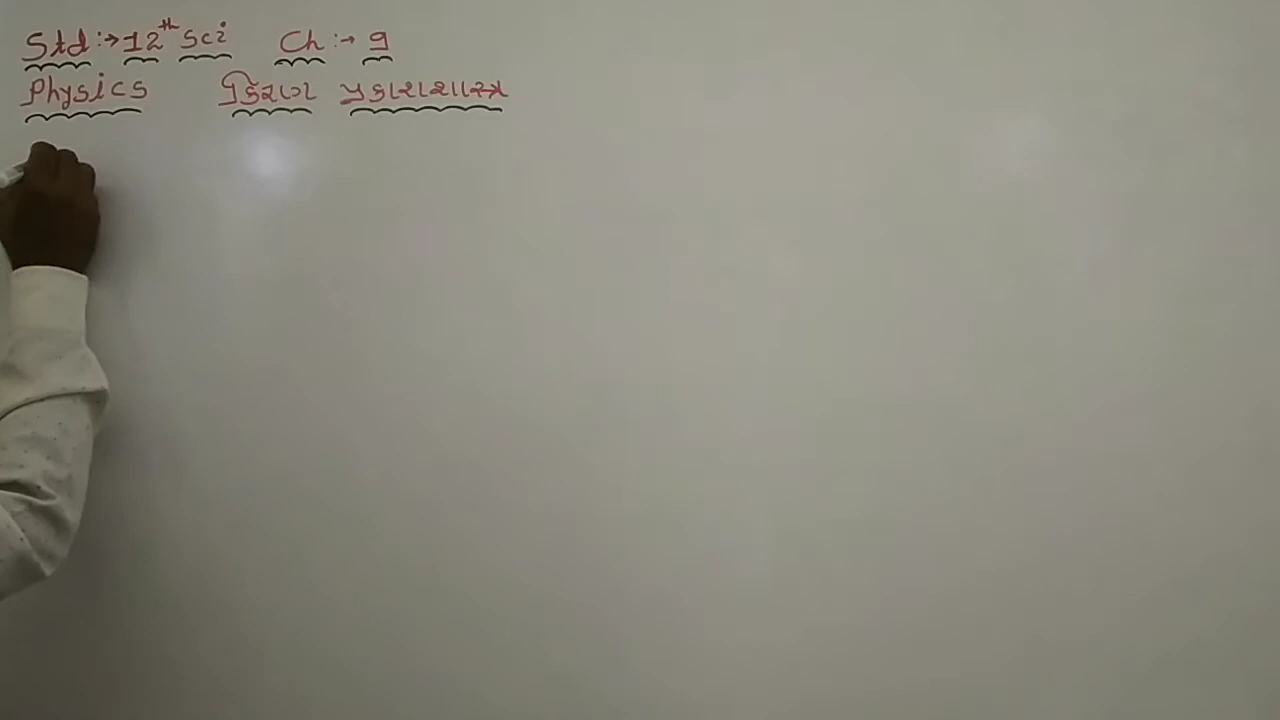 Std :→ 12th Sci Ch :→ 9
Physics કિરણ પ્રકાશશાસ્ત્ર